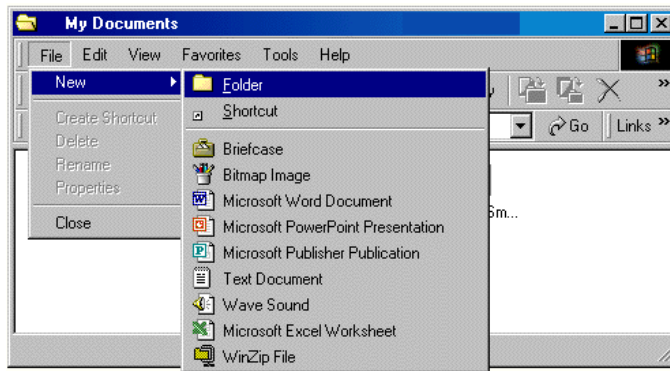 My Documents
File Edit View Favorites Tools Help
New
Folder
Shortcut
Create Shortcut
Delete
Rename
Properties
Close
Go Links
Briefcase
Bitmap Image
Microsoft Word Document
Microsoft PowerPoint Presentation
Microsoft Publisher Publication
Text Document
Wave Sound
Microsoft Excel Worksheet
WinZip File